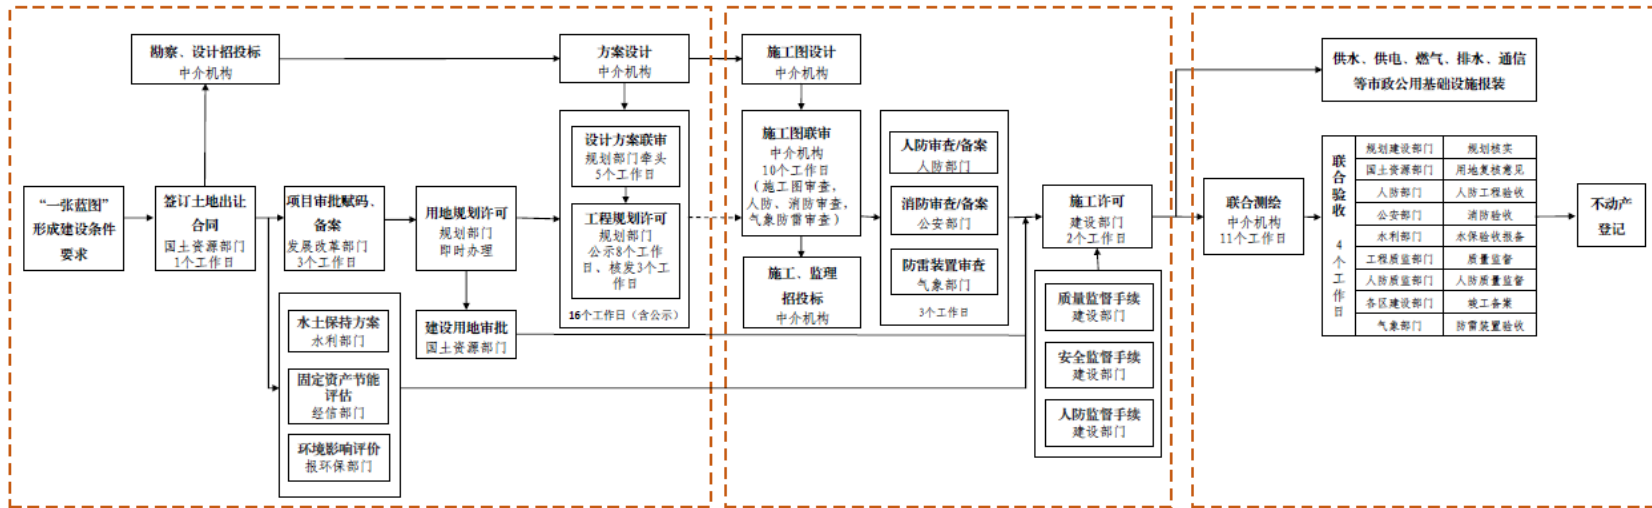 勘察、设计招投标
中介机构
“一张蓝图”
形成建设条件
要求
签订土地出让
合同
国土资源部门
1个工作日
项目审批赋码、
备案
发展改革部门
3个工作日
水土保持方案
水利部门
固定资产节能
评估
经信部门
环境影响评价
报环保部门
用地规划许可
规划部门
即时办理
建设用地审批
国土资源部门
方案设计
中介机构
设计方案联审
规划部门牵头
5个工作日
工程规划许可
规划部门
公示8个工作
日、核发3个工
作日
16个工作日（含公示）
施工图设计
中介机构
施工图联审
中介机构
10个工作日
（施工图审查，
人防、消防审查，
气象防雷审查）
施工、监理
招投标
中介机构
人防审查/备案
人防部门
消防审查/备案
公安部门
防雷装置审查
气象部门
3个工作日
施工许可
建设部门
2个工作日
质量监督手续
建设部门
安全监督手续
建设部门
人防监督手续
建设部门
供水、供电、燃气、排水、通信
等市政公用基础设施报装
联合测绘
中介机构
11个工作日
联合验收 4个工作日
规划建设部门 规划核实
国土资源部门 用地复核意见
人防部门 人防工程验收
公安部门 消防验收
水利部门 水保验收报备
工程质监部门 质量监督
人防质监部门 人防质量监督
各区建设部门 竣工备案
气象部门 防雷装置验收
不动产
登记